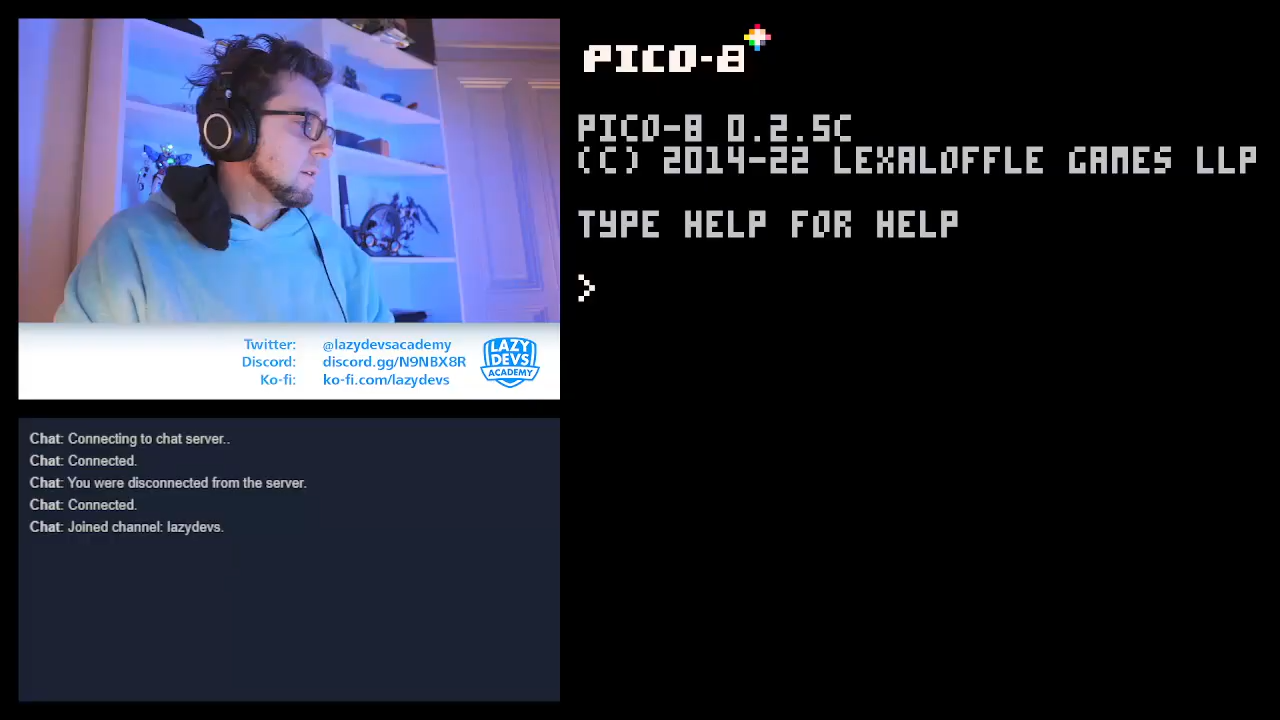 Twitter: @lazydevsacademy
Discord: discord.gg/N9NBX8R
Ko-fi: ko-fi.com/lazydevs
LAZY
DEVS
ACADEMY
Chat: Connecting to chat server..
Chat: Connected.
Chat: You were disconnected from the server.
Chat: Connected.
Chat: Joined channel: lazydevs.
PICO-8
PICO-8 0.2.5C
(C) 2014-22 LEXALOFFLE GAMES LLP
TYPE HELP FOR HELP
>